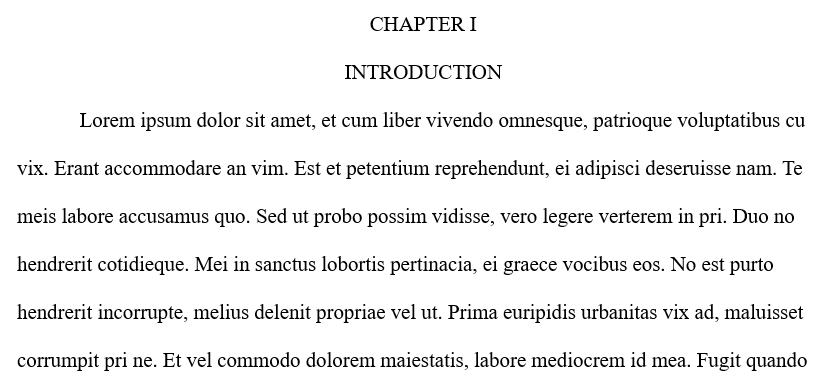 CHAPTER I
INTRODUCTION
Lorem ipsum dolor sit amet, et cum liber vivendo omnesque, patrioque voluptatibus cu
vix. Erant accommodare an vim. Est et petentium reprehendunt, ei adipisci deseruisse nam. Te
meis labore accusamus quo. Sed ut probo possim vidisse, vero legere verterem in pri. Duo no
hendrerit cotidieque. Mei in sanctus lobortis pertinacia, ei graece vocibus eos. No est purto
hendrerit incorrupte, melius delenit propriae vel ut. Prima euripidis urbanitas vix ad, maluisset
corrumpit pri ne. Et vel commodo dolorem maiestatis, labore mediocrem id mea. Fugit quando